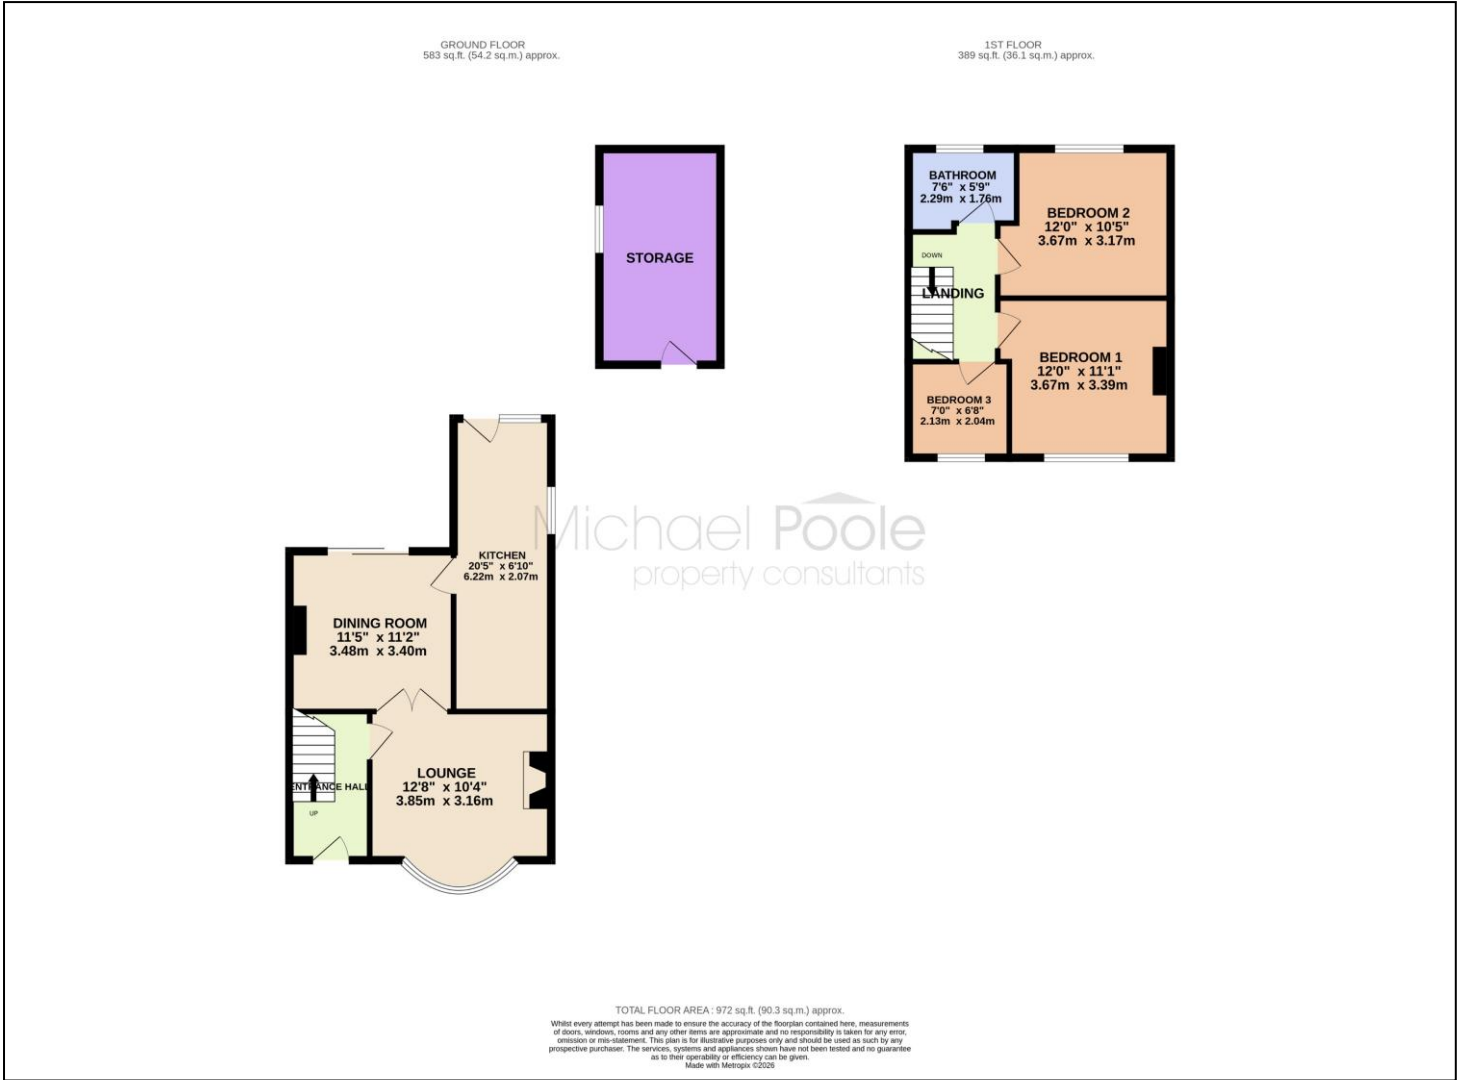 GROUND FLOOR
583 sq.ft. (54.2 sq.m.) approx.
1ST FLOOR
389 sq.ft. (36.1 sq.m.) approx.
STORAGE
BATHROOM
7'6" x 5'9"
2.29m x 1.76m
BEDROOM 2
12'0" x 10'5"
3.67m x 3.17m
DOWN
LANDING
BEDROOM 1
12'0" x 11'1"
3.67m x 3.39m
BEDROOM 3
7'0" x 6'8"
2.13m x 2.04m
Michael Poole
property consultants
KITCHEN
20'5" x 6'10"
6.22m x 2.07m
DINING ROOM
11'5" x 11'2"
3.48m x 3.40m
LOUNGE
12'8" x 10'4"
3.85m x 3.16m
ENTRANCE HALL
UP
TOTAL FLOOR AREA : 972 sq.ft. (90.3 sq.m.) approx.
Whilst every attempt has been made to ensure the accuracy of the floorplan contained here, measurements
of doors, windows, rooms and any other items are approximate and no responsibility is taken for any error,
omission or mis-statement. This plan is for illustrative purposes only and should be used as such by any
prospective purchaser. The services, systems and appliances shown have not been tested and no guarantee
as to their operability or efficiency can be given.
Made with Metropix ©2026